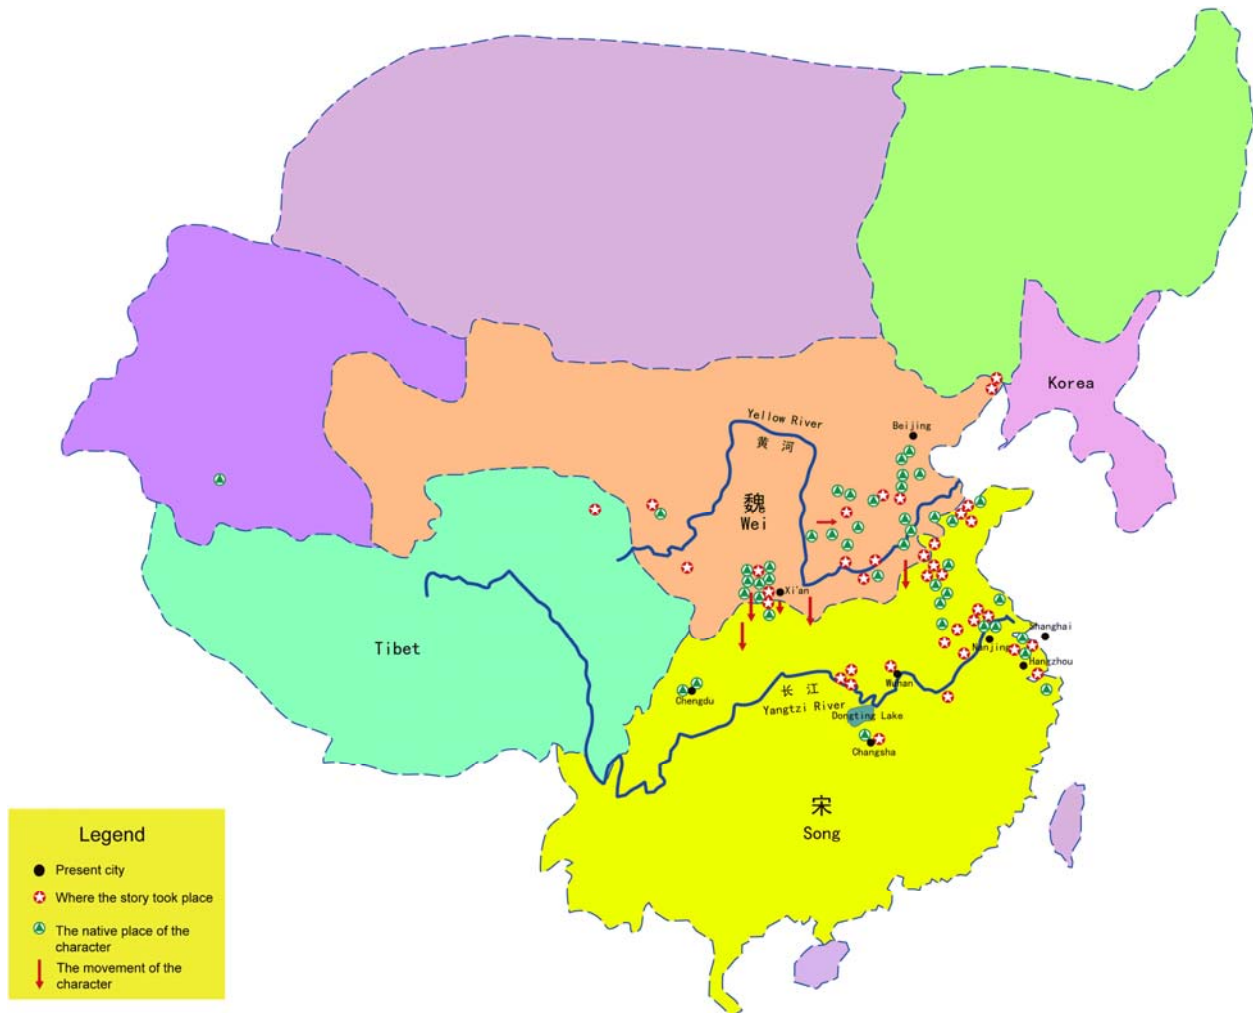 Korea
Yellow River
黄 河
Beijing
魏
Wei
Xi'an
Tibet
Shanghai
Nanjing
Hangzhou
Chengdu
长 江
Yangtzi River
Wuhan
Dongting Lake
Changsha
宋
Song
Legend
Present city
Where the story took place
The native place of the
character
The movement of the
character